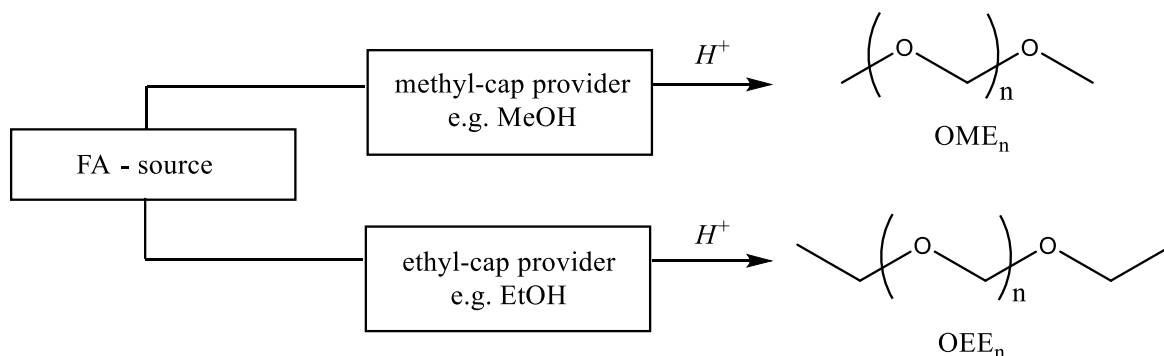 FA - source
methyl-cap provider
e.g. MeOH
H⁺
O
O
n
OMEₙ
ethyl-cap provider
e.g. EtOH
H⁺
O
O
n
OEEₙ